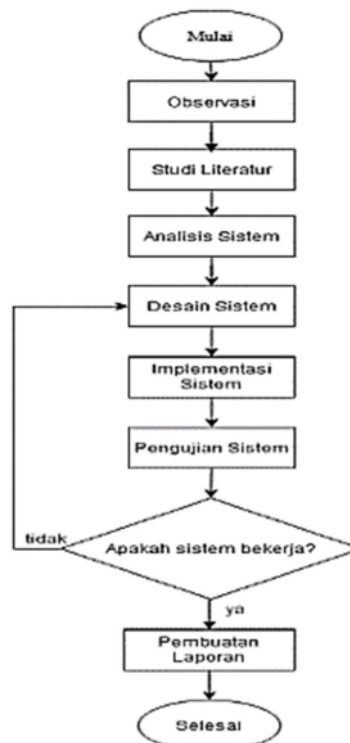 Mulai
Observasi
Studi Literatur
Analisis Sistem
Desain Sistem
Implementasi
Sistem
Pengujian Sistem
Apakah sistem bekerja?
tidak
ya
Pembuatan
Laporan
Selesai